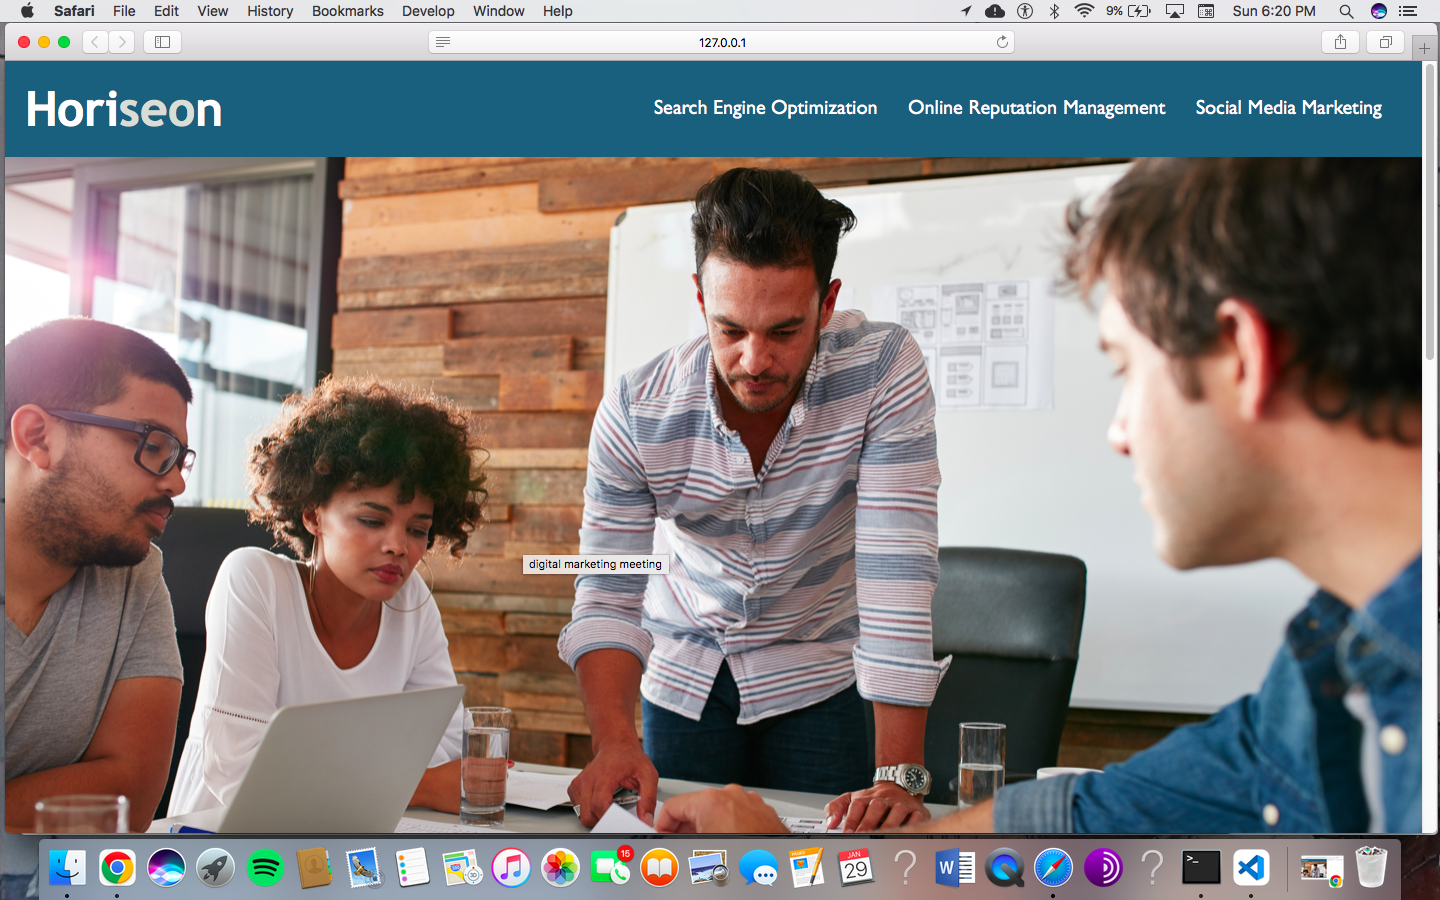 Safari File Edit View History Bookmarks Develop Window Help 9% Sun 6:20 PM
127.0.0.1
Horiseon Search Engine Optimization Online Reputation Management Social Media Marketing
digital marketing meeting
15
JAN
29